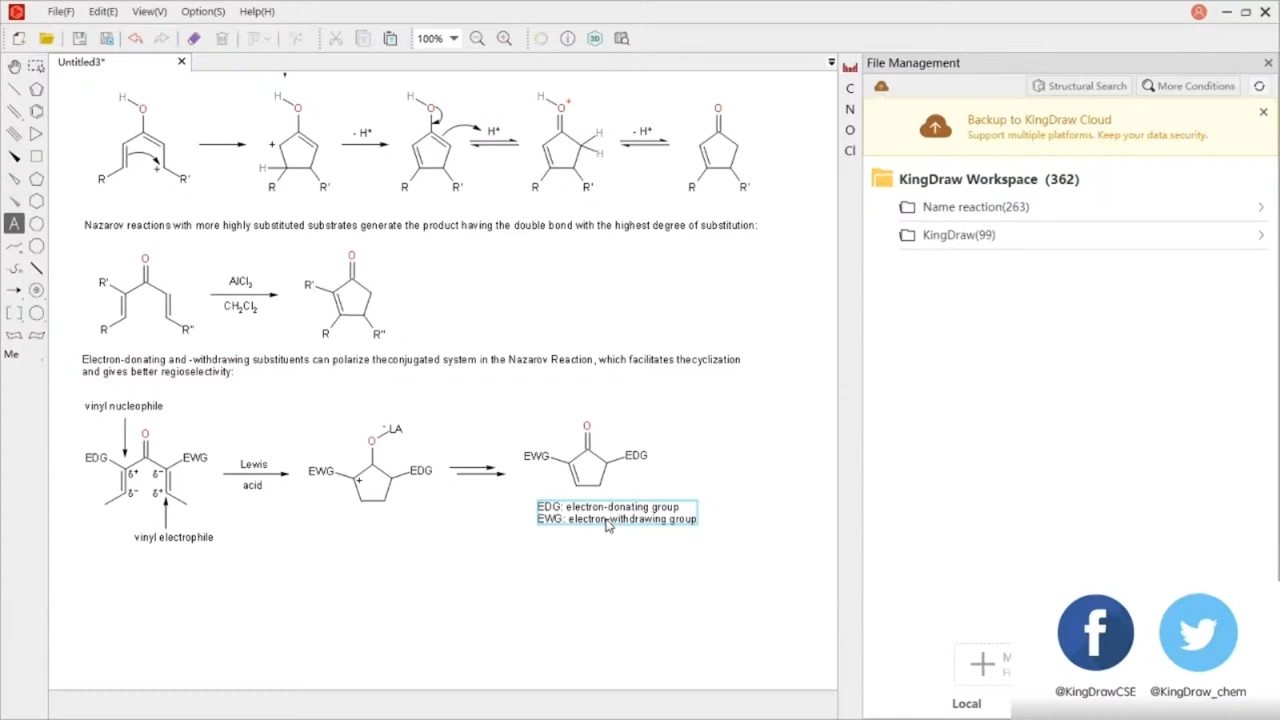 File(F) Edit(E) View(V) Option(S) Help(H)
100%
Untitled3*
H O
H O
+
H
R R'
- H⁺
H O
R R'
H⁺
H O +
H
H
R R'
- H⁺
O
R R'
R + R'
Nazarov reactions with more highly substituted substrates generate the product having the double bond with the highest degree of substitution:
O
R'
R R"
AlCl₃
CH₂Cl₂
O
R'
R R"
Electron-donating and -withdrawing substituents can polarize theconjugated system in the Nazarov Reaction, which facilitates thecyclization
and gives better regioselectivity:
vinyl nucleophile
O
EDG EWG
δ⁺ δ⁻
δ⁻ δ⁺
vinyl electrophile
Lewis
acid
⁻LA
O
EWG EDG
+
O
EWG EDG
EDG: electron-donating group
EWG: electron-withdrawing group
Me
C
N
O
Cl
3D
File Management
Structural Search More Conditions
Backup to KingDraw Cloud
Support multiple platforms. Keep your data security.
KingDraw Workspace (362)
Name reaction(263)
KingDraw(99)
Local
@KingDrawCSE @KingDraw_chem